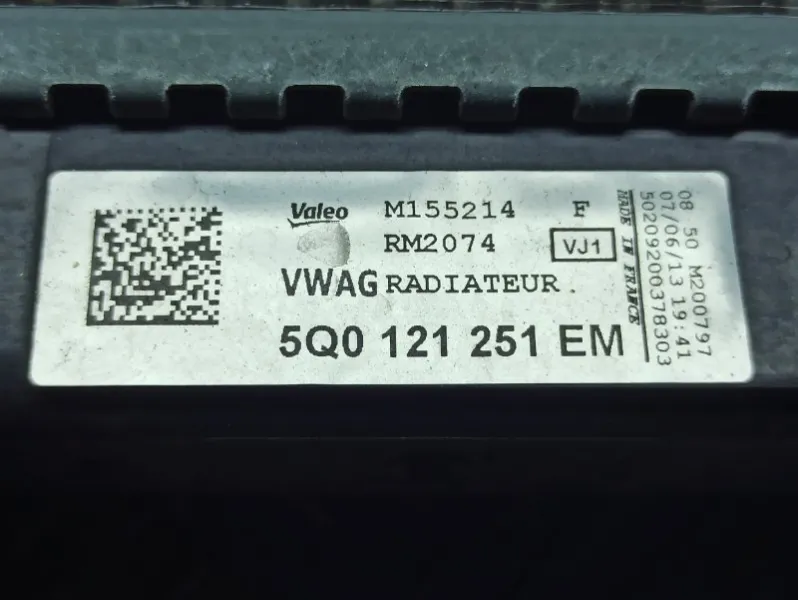 Valeo M155214 F
RM2074 VJ1
VWAG RADIATEUR.
5Q0 121 251 EM
MADE IN FRANCE
08 50 M200797
07/06/13 19:41
50209200378303